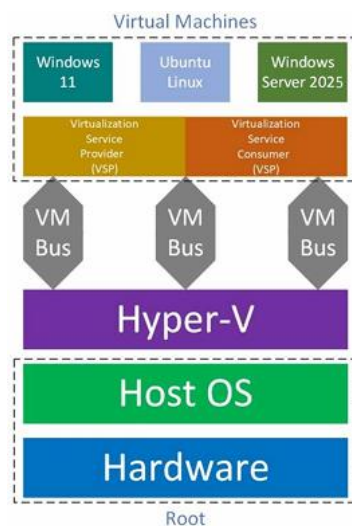 Virtual Machines
Windows
11
Ubuntu
Linux
Windows
Server 2025
Virtualization
Service
Provider
(VSP)
Virtualization
Service
Consumer
(VSP)
VM
Bus
VM
Bus
VM
Bus
Hyper-V
Host OS
Hardware
Root